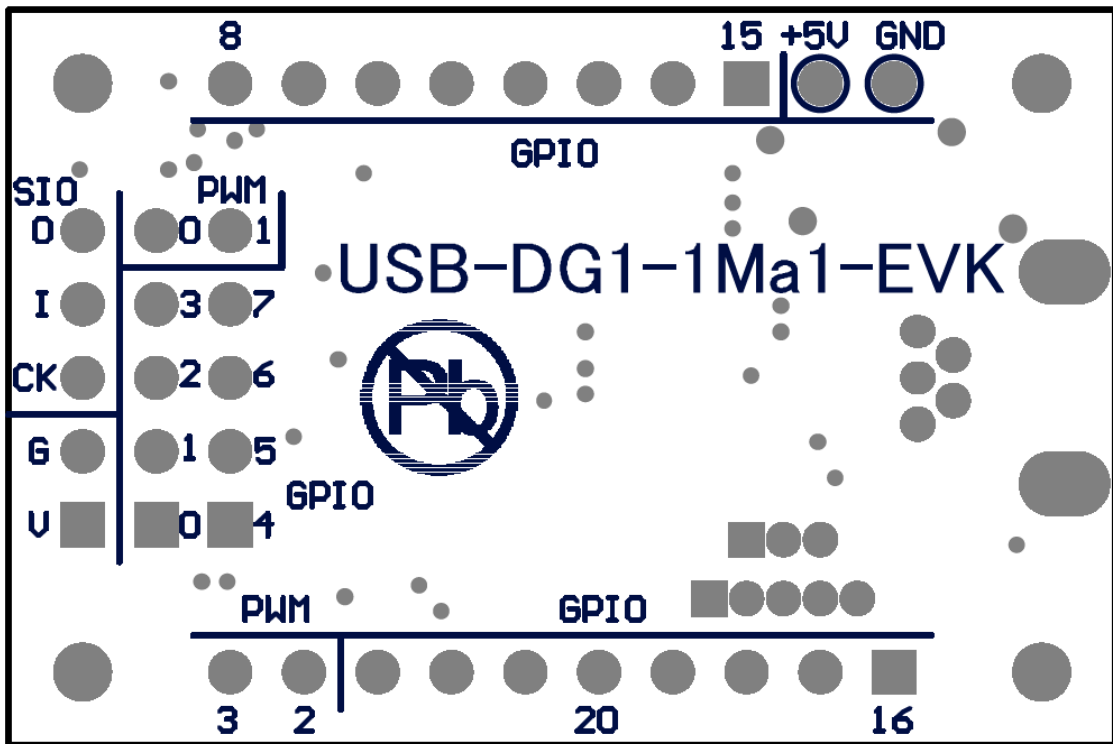 8 15 +5V GND
GPIO
SIO PWM
O 0 1
USB-DG1-1Ma1-EVK
I 3 7
Pb
CK 2 6
G 1 5
GPIO
V 0 4
PWM GPIO
3 2 20 16